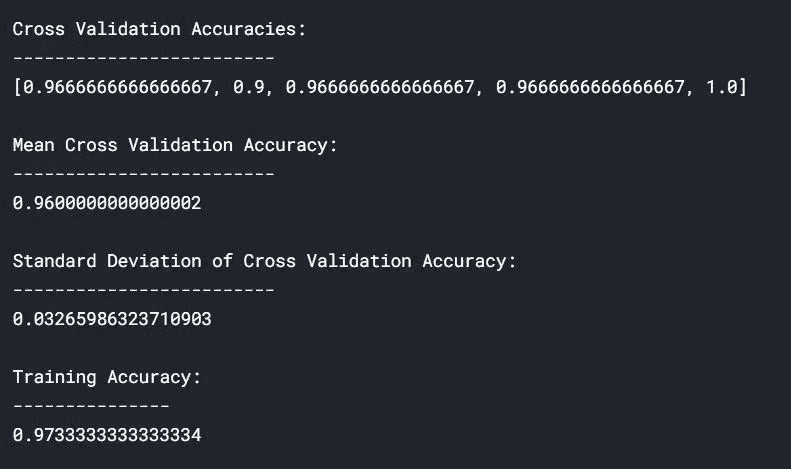 Cross Validation Accuracies:
-------------------------
[0.9666666666666667, 0.9, 0.9666666666666667, 0.9666666666666667, 1.0]
Mean Cross Validation Accuracy:
-------------------------
0.9600000000000002
Standard Deviation of Cross Validation Accuracy:
-------------------------
0.03265986323710903
Training Accuracy:
---------------
0.9733333333333334